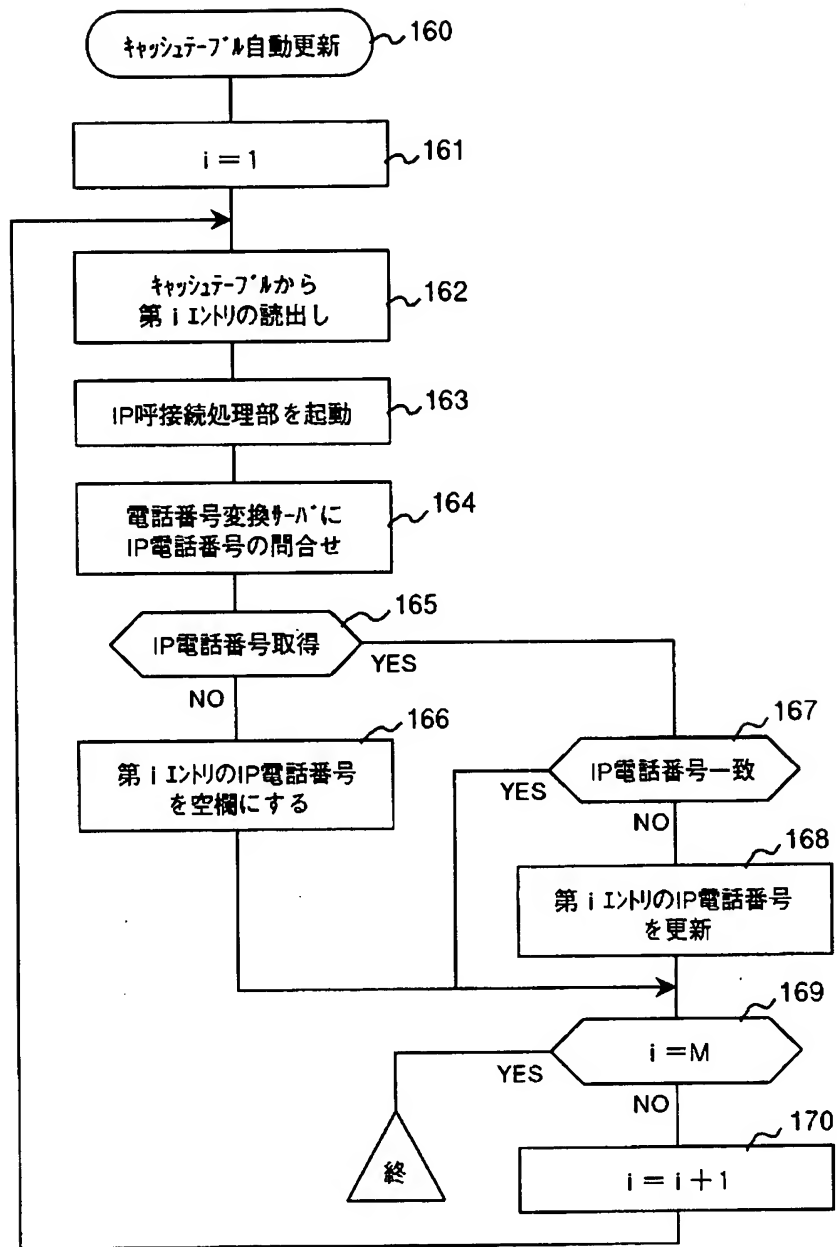 キャッシュテーブル自動更新
160
i=1
161
キャッシュテーブルから
第iエントリの読出し
162
IP呼接続処理部を起動
163
電話番号変換サーバに
IP電話番号の問合せ
164
IP電話番号取得
165
YES
NO
166
第iエントリのIP電話番号
を空欄にする
167
IP電話番号一致
YES
NO
168
第iエントリのIP電話番号
を更新
169
i=M
YES
NO
終
170
i=i+1